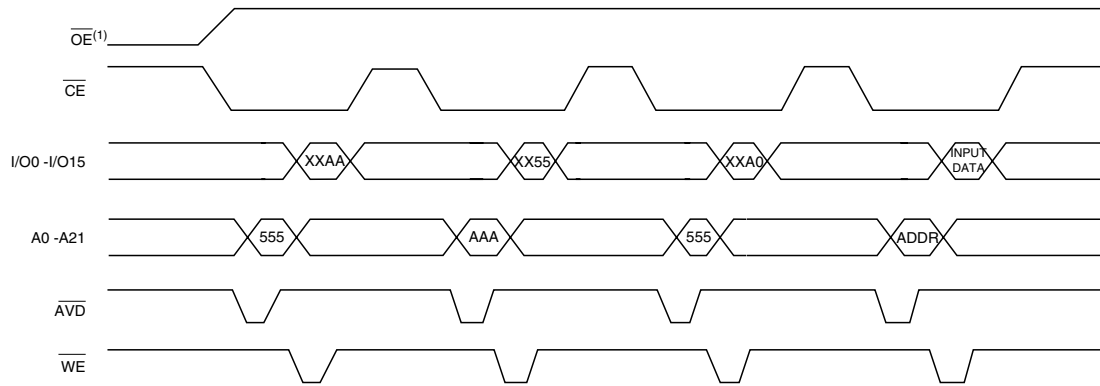 OE(1)
CE
I/O0 -I/O15 XXAA XX55 XXA0 INPUT DATA
A0 -A21 555 AAA 555 ADDR
AVD
WE